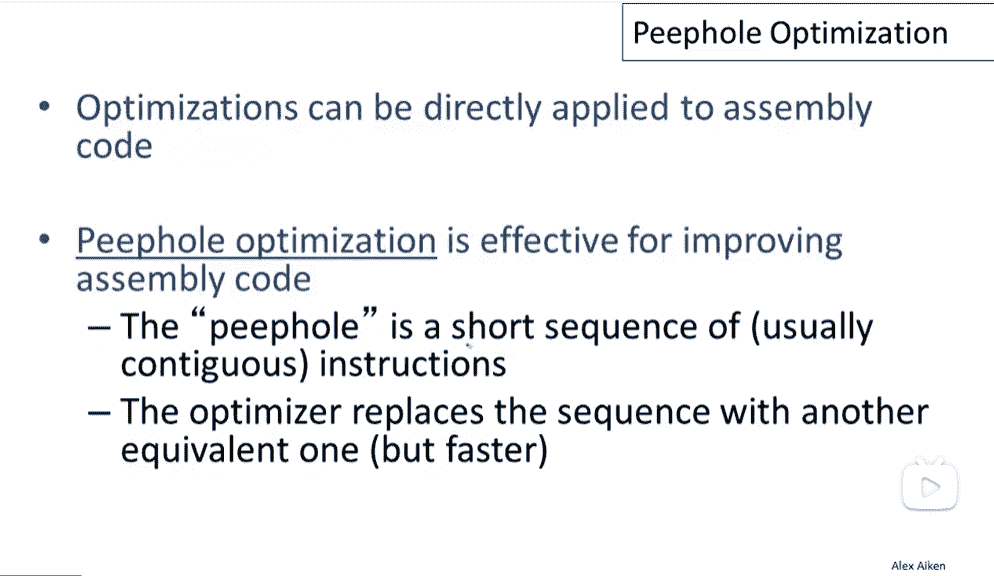 Peephole Optimization
• Optimizations can be directly applied to assembly
code
• Peephole optimization is effective for improving
assembly code
– The “peephole” is a short sequence of (usually
contiguous) instructions
– The optimizer replaces the sequence with another
equivalent one (but faster)
Alex Aiken